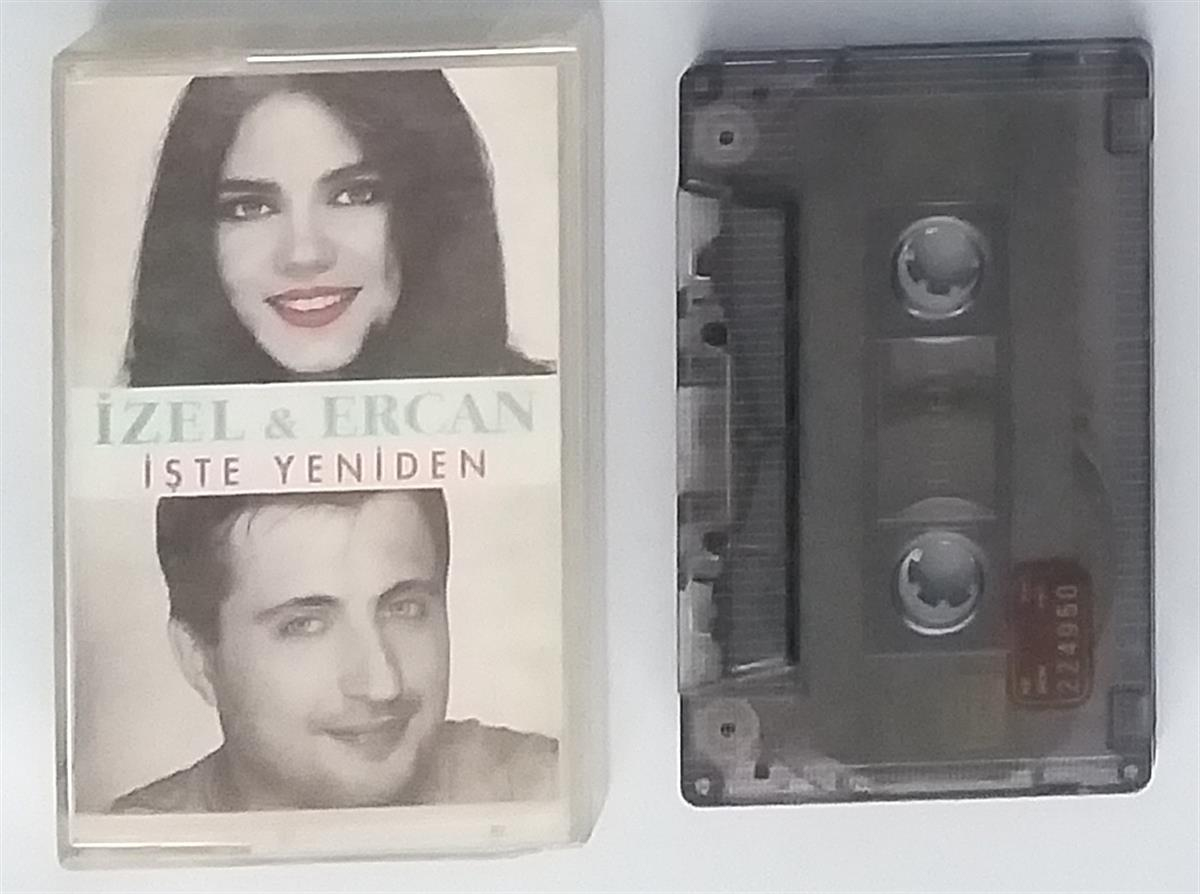 İZEL & ERCAN
İŞTE YENİDEN
224950